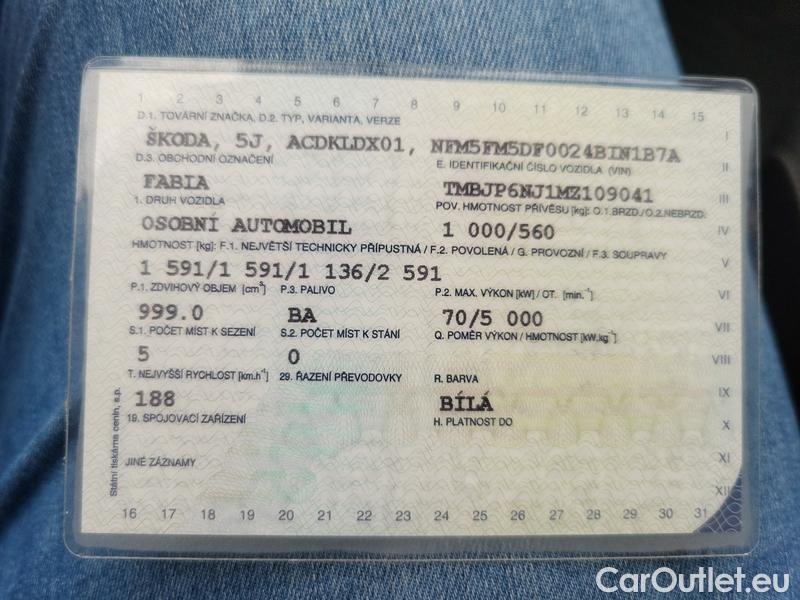 1 2 3 4 5 6 7 8 9 10 11 12 13 14 15
D.1. TOVÁRNÍ ZNAČKA, D.2. TYP, VARIANTA, VERZE
I
ŠKODA, 5J, ACDKLDX01, NFM5FM5DF0024BIN1B7A
D.3. OBCHODNÍ OZNAČENÍ E. IDENTIFIKAČNÍ ČÍSLO VOZIDLA (VIN)
II
FABIA TMBJP6NJ1MZ109041
1. DRUH VOZIDLA POV. HMOTNOST PŘÍVĚSU [kg]: O.1.BRZD./O.2.NEBRZD.
III
OSOBNÍ AUTOMOBIL 1 000/560
IV
HMOTNOST [kg]: F.1. NEJVĚTŠÍ TECHNICKY PŘÍPUSTNÁ / F.2. POVOLENÁ / G. PROVOZNÍ / F.3. SOUPRAVY
1 591/1 591/1 136/2 591
V
P.1. ZDVIHOVÝ OBJEM [cm³] P.3. PALIVO P.2. MAX. VÝKON [kW] / OT. [min.⁻¹]
VI
999.0 BA 70/5 000
VII
S.1. POČET MÍST K SEZENÍ S.2. POČET MÍST K STÁNÍ Q. POMĚR VÝKON / HMOTNOST [kW.kg⁻¹]
5 0
VIII
T. NEJVYŠŠÍ RYCHLOST [km.h⁻¹] 29. ŘAZENÍ PŘEVODOVKY R. BARVA
188 BÍLÁ
IX
19. SPOJOVACÍ ZAŘÍZENÍ H. PLATNOST DO
X
JINÉ ZÁZNAMY
XI
XII
Státní tiskárna cenin, s.p.
16 17 18 19 20 21 22 23 24 25 26 27 28 29 30 31
CarOutlet.eu